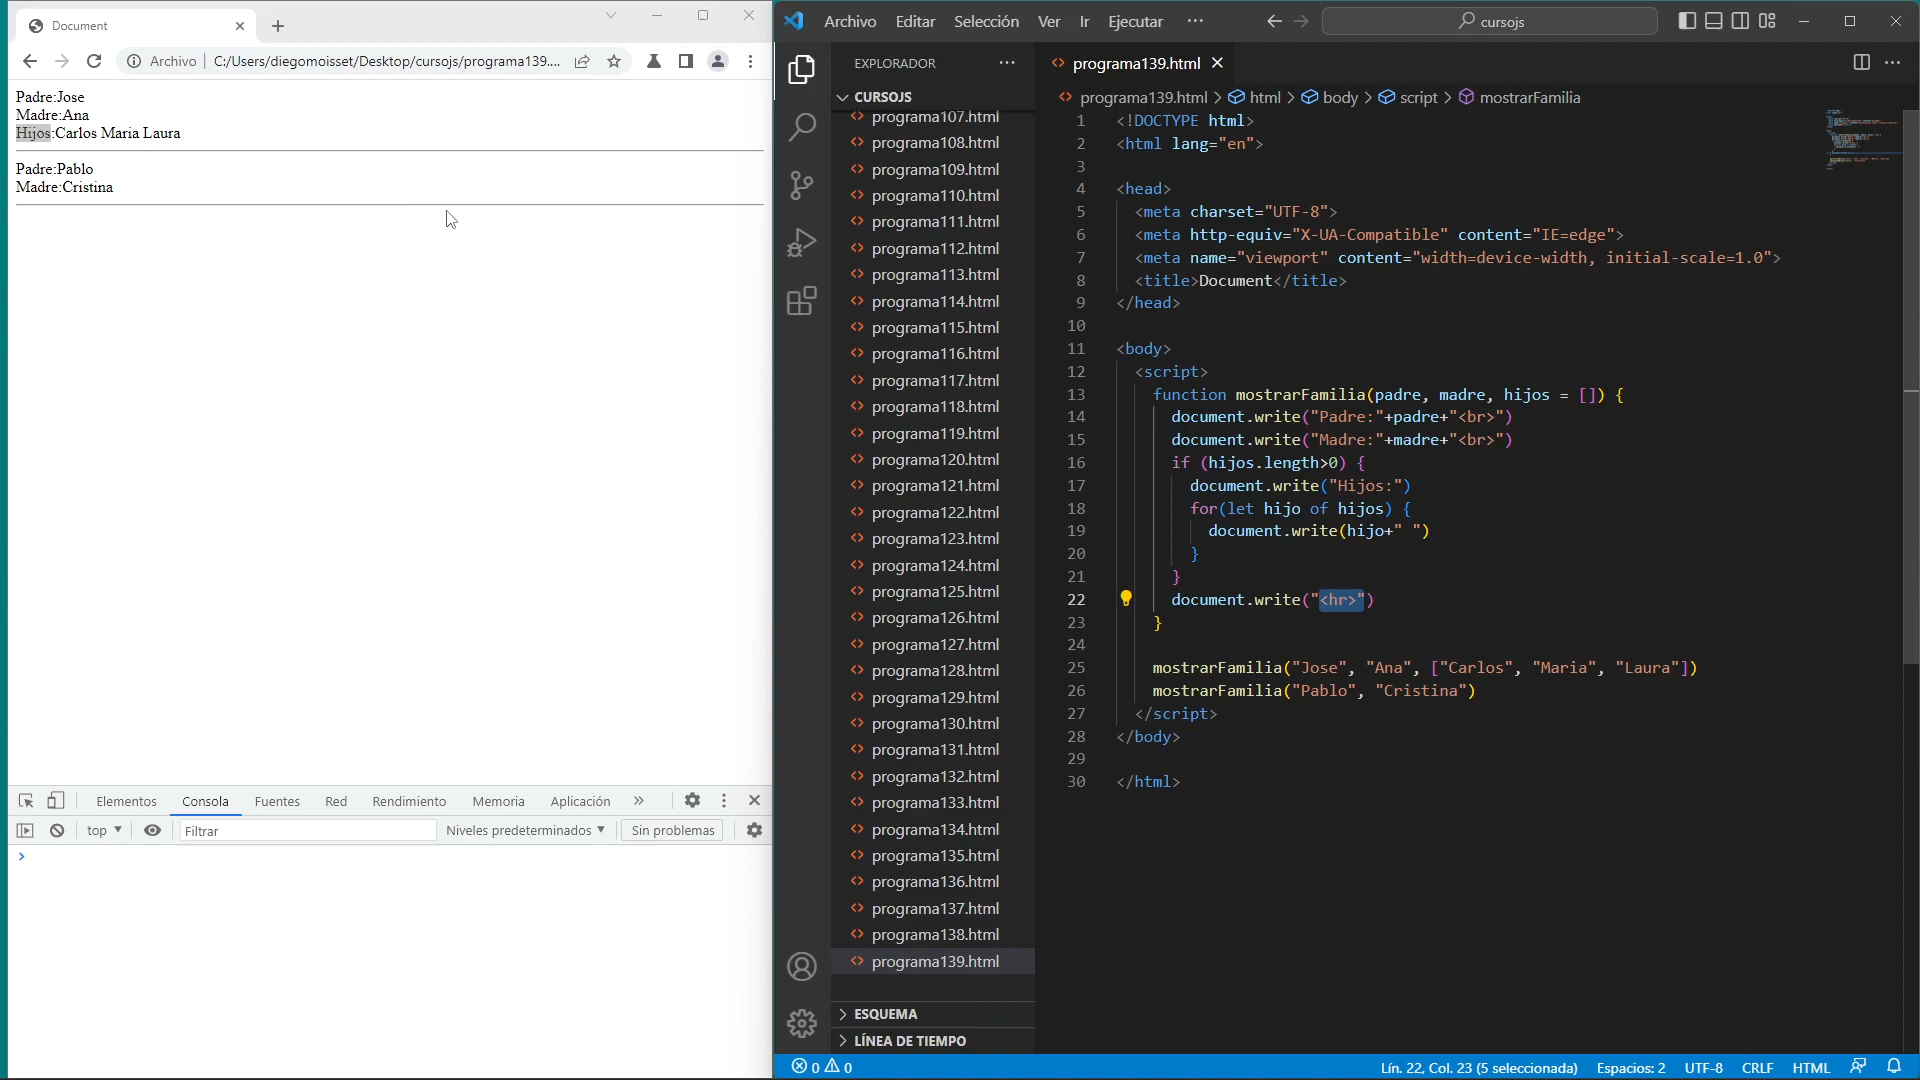 Document
Archivo C:/Users/diegomoisset/Desktop/cursojs/programa139....
Padre:Jose
Madre:Ana
Hijos:Carlos Maria Laura
Padre:Pablo
Madre:Cristina
Elementos Consola Fuentes Red Rendimiento Memoria Aplicación
top Filtrar Niveles predeterminados Sin problemas
Archivo Editar Selección Ver Ir Ejecutar ··· cursojs
EXPLORADOR
CURSOJS
programa107.html
programa108.html
programa109.html
programa110.html
programa111.html
programa112.html
programa113.html
programa114.html
programa115.html
programa116.html
programa117.html
programa118.html
programa119.html
programa120.html
programa121.html
programa122.html
programa123.html
programa124.html
programa125.html
programa126.html
programa127.html
programa128.html
programa129.html
programa130.html
programa131.html
programa132.html
programa133.html
programa134.html
programa135.html
programa136.html
programa137.html
programa138.html
programa139.html
ESQUEMA
LÍNEA DE TIEMPO
programa139.html
programa139.html > html > body > script > mostrarFamilia
1 <!DOCTYPE html>
2 <html lang="en">
3
4 <head>
5 <meta charset="UTF-8">
6 <meta http-equiv="X-UA-Compatible" content="IE=edge">
7 <meta name="viewport" content="width=device-width, initial-scale=1.0">
8 <title>Document</title>
9 </head>
10
11 <body>
12 <script>
13 function mostrarFamilia(padre, madre, hijos = []) {
14 document.write("Padre:"+padre+"<br>")
15 document.write("Madre:"+madre+"<br>")
16 if (hijos.length>0) {
17 document.write("Hijos:")
18 for(let hijo of hijos) {
19 document.write(hijo+" ")
20 }
21 }
22 document.write("<hr>")
23 }
24
25 mostrarFamilia("Jose", "Ana", ["Carlos", "Maria", "Laura"])
26 mostrarFamilia("Pablo", "Cristina")
27 </script>
28 </body>
29
30 </html>
0 0 Lín. 22, Col. 23 (5 seleccionada) Espacios: 2 UTF-8 CRLF HTML